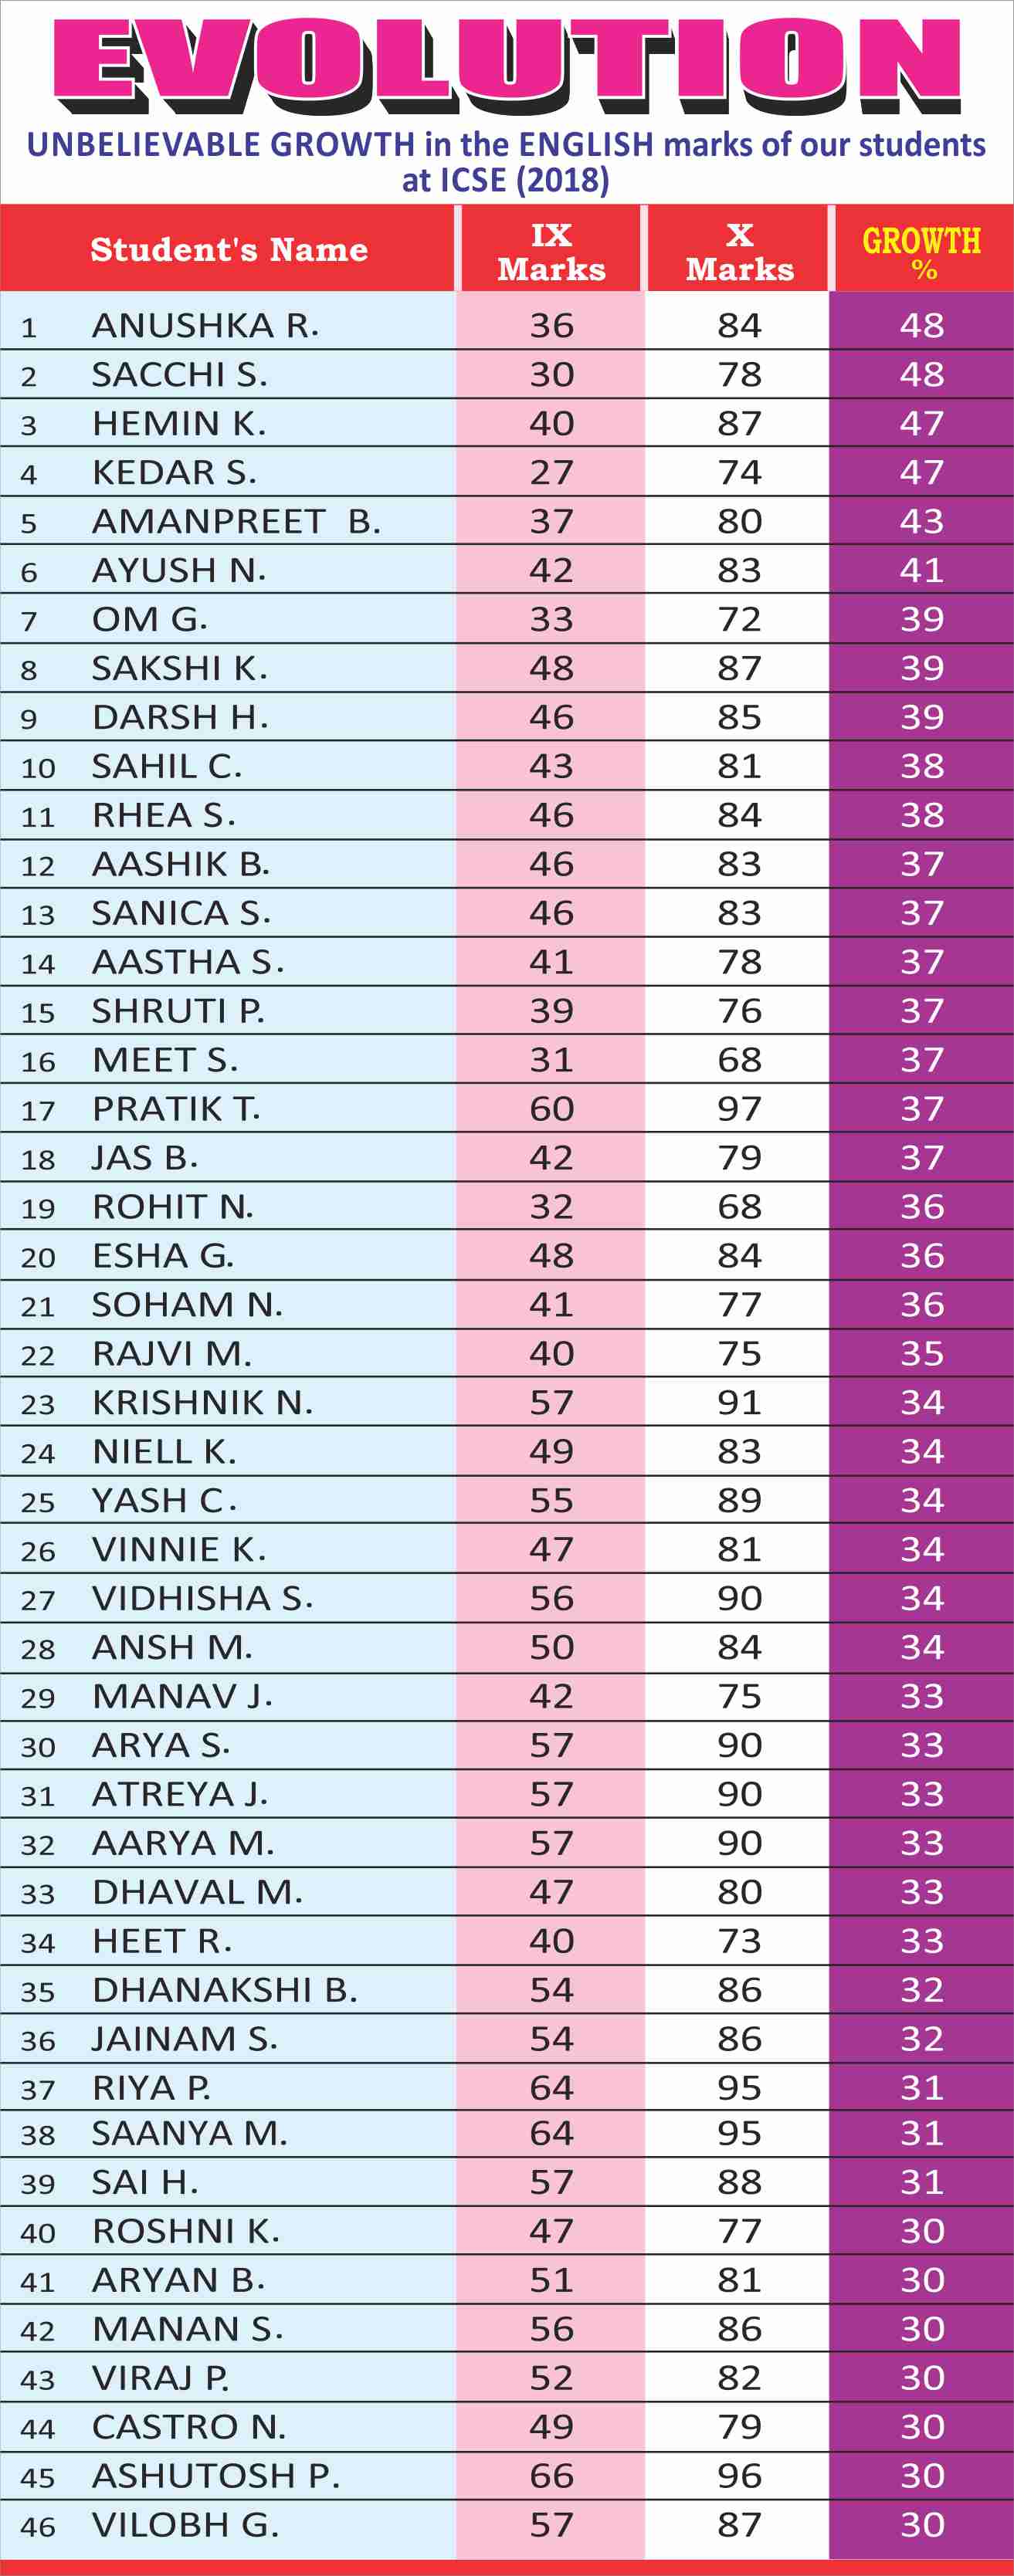 EVOLUTION
UNBELIEVABLE GROWTH in the ENGLISH marks of our students
at ICSE (2018)
Student's Name IX Marks X Marks GROWTH %
1 ANUSHKA R. 36 84 48
2 SACCHI S. 30 78 48
3 HEMIN K. 40 87 47
4 KEDAR S. 27 74 47
5 AMANPREET B. 37 80 43
6 AYUSH N. 42 83 41
7 OM G. 33 72 39
8 SAKSHI K. 48 87 39
9 DARSH H. 46 85 39
10 SAHIL C. 43 81 38
11 RHEA S. 46 84 38
12 AASHIK B. 46 83 37
13 SANICA S. 46 83 37
14 AASTHA S. 41 78 37
15 SHRUTI P. 39 76 37
16 MEET S. 31 68 37
17 PRATIK T. 60 97 37
18 JAS B. 42 79 37
19 ROHIT N. 32 68 36
20 ESHA G. 48 84 36
21 SOHAM N. 41 77 36
22 RAJVI M. 40 75 35
23 KRISHNIK N. 57 91 34
24 NIELL K. 49 83 34
25 YASH C. 55 89 34
26 VINNIE K. 47 81 34
27 VIDHISHA S. 56 90 34
28 ANSH M. 50 84 34
29 MANAV J. 42 75 33
30 ARYA S. 57 90 33
31 ATREYA J. 57 90 33
32 AARYA M. 57 90 33
33 DHAVAL M. 47 80 33
34 HEET R. 40 73 33
35 DHANAKSHI B. 54 86 32
36 JAINAM S. 54 86 32
37 RIYA P. 64 95 31
38 SAANYA M. 64 95 31
39 SAI H. 57 88 31
40 ROSHNI K. 47 77 30
41 ARYAN B. 51 81 30
42 MANAN S. 56 86 30
43 VIRAJ P. 52 82 30
44 CASTRO N. 49 79 30
45 ASHUTOSH P. 66 96 30
46 VILOBH G. 57 87 30